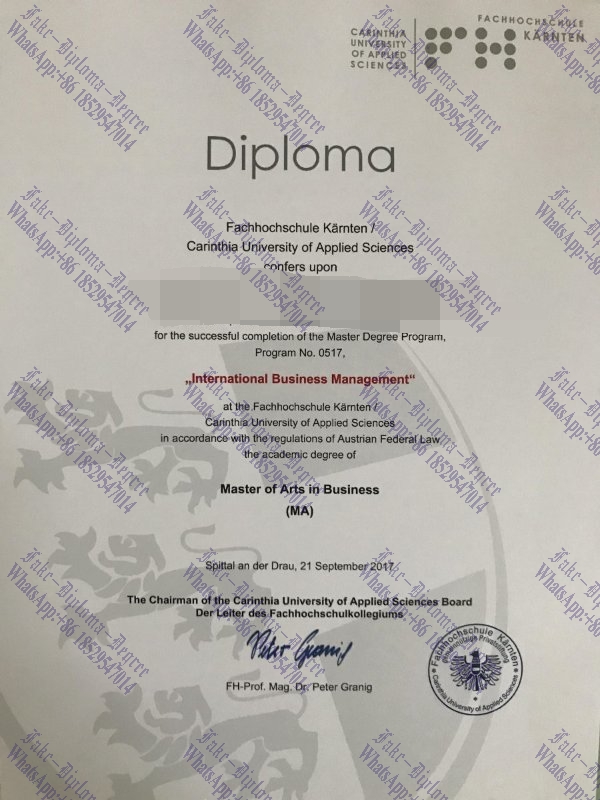 CARINTHIA
UNIVERSITY
OF APPLIED
SCIENCES
FACHHOCHSCHULE
KÄRNTEN
Diploma
Fachhochschule Kärnten /
Carinthia University of Applied Sciences
confers upon
for the successful completion of the Master Degree Program,
Program No. 0517,
„International Business Management“
at the Fachhochschule Kärnten /
Carinthia University of Applied Sciences
in accordance with the regulations of Austrian Federal Law
the academic degree of
Master of Arts in Business
(MA)
Spittal an der Drau, 21 September 2017
The Chairman of the Carinthia University of Applied Sciences Board
Der Leiter des Fachhochschulkollegiums
Peter Granig
FH-Prof. Mag. Dr. Peter Granig
Fachhochschule Kärnten
gemeinnützige Privatstiftung
Carinthia University of Applied Sciences
Fake-Diploma-Degree
WhatsApp:+86 18529547014